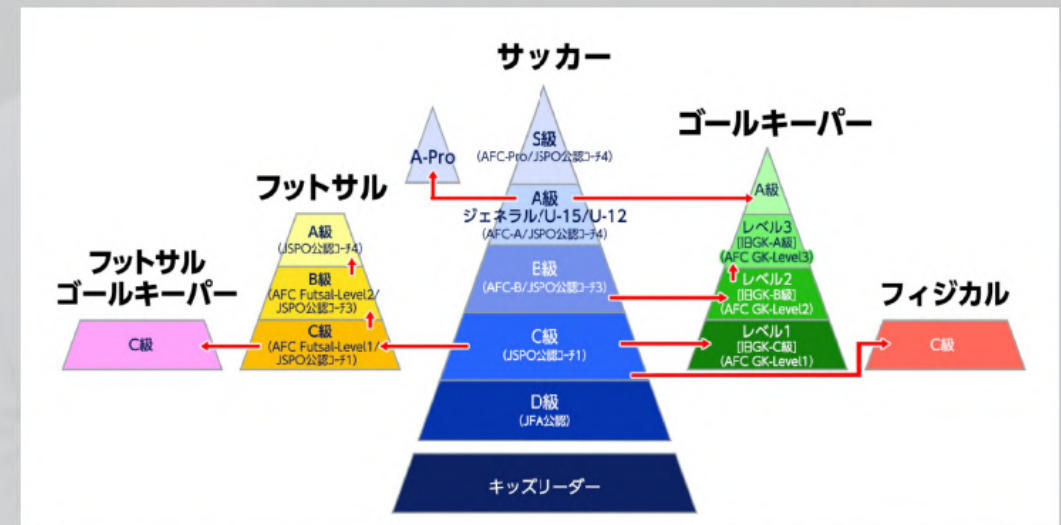 サッカー
A-Pro
S級
(AFC-Pro/JSPO公認コーチ4)
A級
ジェネラル/U-15/U-12
(AFC-A/JSPO公認コーチ4)
E級
(AFC-B/JSPO公認コーチ3)
C級
(JSPO公認コーチ1)
D級
(JFA公認)
キッズリーダー
フットサル
A級
(JSPO公認コーチ4)
B級
(AFC Futsal-Level2/
JSPO公認コーチ3)
C級
(AFC Futsal-Level1/
JSPO公認コーチ1)
フットサル
ゴールキーパー
C級
ゴールキーパー
A級
レベル3
[旧GK-A級]
(AFC GK-Level3)
レベル2
[旧GK-B級]
(AFC GK-Level2)
レベル1
[旧GK-C級]
(AFC GK-Level1)
フィジカル
C級